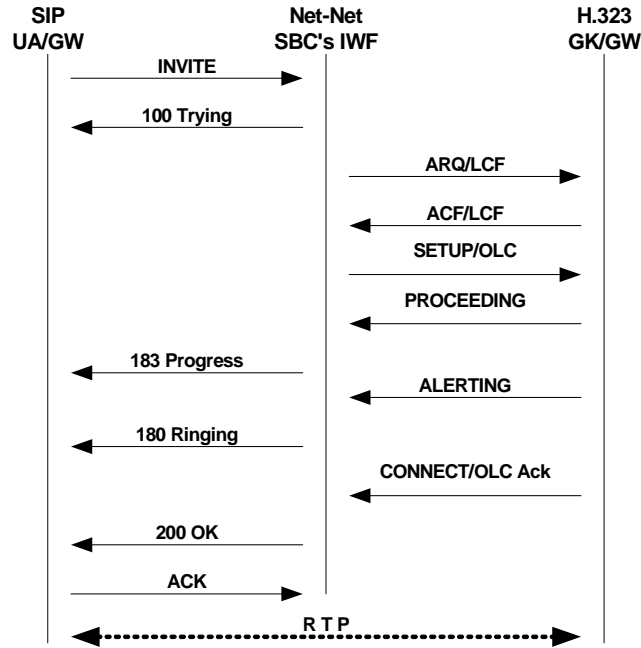 SIP
UA/GW
Net-Net
SBC's IWF
H.323
GK/GW
INVITE
100 Trying
ARQ/LCF
ACF/LCF
SETUP/OLC
PROCEEDING
183 Progress
ALERTING
180 Ringing
CONNECT/OLC Ack
200 OK
ACK
R T P